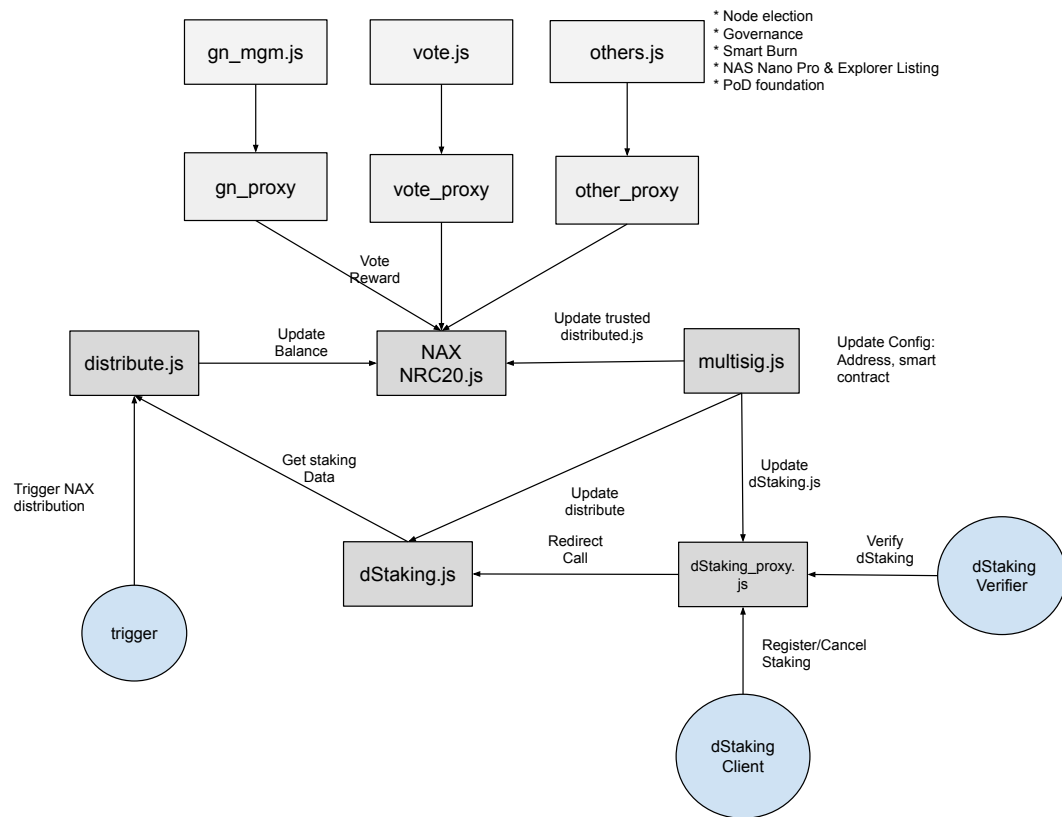 gn_mgm.js
vote.js
others.js
* Node election
* Governance
* Smart Burn
* NAS Nano Pro & Explorer Listing
* PoD foundation
gn_proxy
vote_proxy
other_proxy
Vote
Reward
distribute.js
Update
Balance
NAX
NRC20.js
Update trusted
distributed.js
multisig.js
Update Config:
Address, smart
contract
Trigger NAX
distribution
Get staking
Data
Update
distribute
Update
dStaking.js
dStaking.js
Redirect
Call
dStaking_proxy.
js
Verify
dStaking
dStaking
Verifier
trigger
Register/Cancel
Staking
dStaking
Client